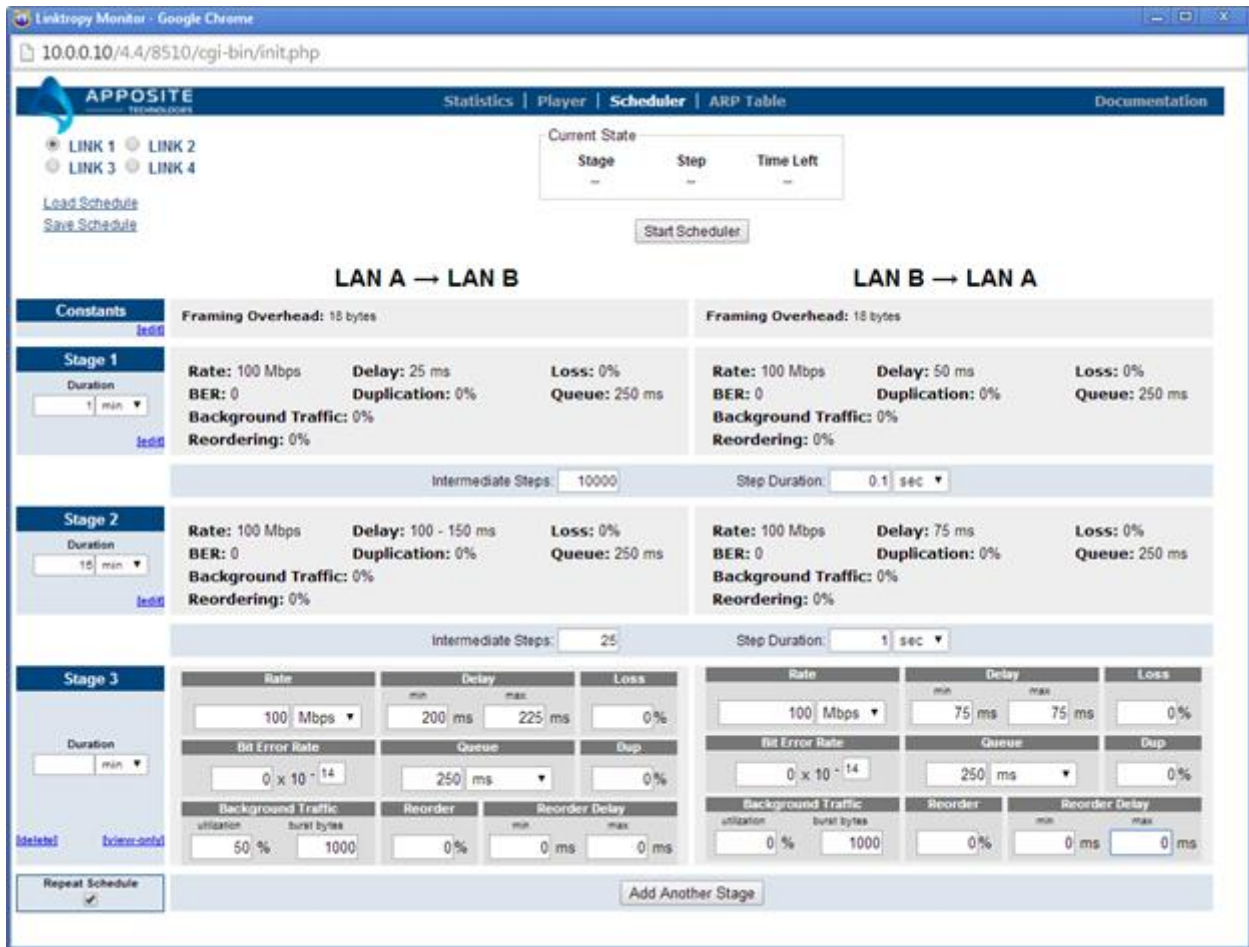 Linktropy Monitor - Google Chrome
10.0.0.10/4.4/8510/cgi-bin/init.php
APPOSITE
TECHNOLOGIES
Statistics | Player | Scheduler | ARP Table
Documentation
LINK 1 LINK 2
LINK 3 LINK 4
Load Schedule
Save Schedule
Current State
Stage Step Time Left
-- -- --
Start Scheduler
LAN A → LAN B LAN B → LAN A
Constants
[edit]
Framing Overhead: 18 bytes Framing Overhead: 18 bytes
Stage 1
Duration
1 min
[edit]
Rate: 100 Mbps Delay: 25 ms Loss: 0%
BER: 0 Duplication: 0% Queue: 250 ms
Background Traffic: 0%
Reordering: 0%
Rate: 100 Mbps Delay: 50 ms Loss: 0%
BER: 0 Duplication: 0% Queue: 250 ms
Background Traffic: 0%
Reordering: 0%
Intermediate Steps: 10000 Step Duration: 0.1 sec
Stage 2
Duration
min
[edit]
Rate: 100 Mbps Delay: 100 - 150 ms Loss: 0%
BER: 0 Duplication: 0% Queue: 250 ms
Background Traffic: 0%
Reordering: 0%
Rate: 100 Mbps Delay: 75 ms Loss: 0%
BER: 0 Duplication: 0% Queue: 250 ms
Background Traffic: 0%
Reordering: 0%
Intermediate Steps: 25 Step Duration: 1 sec
Stage 3
Duration
min
[delete] [view-only]
Rate Delay Loss
min max
100 Mbps 200 ms 225 ms 0%
Bit Error Rate Queue Dup
0 x 10 - 14 250 ms 0%
Background Traffic Reorder Reorder Delay
utilization burst bytes min max
50 % 1000 0% 0 ms 0 ms
Rate Delay Loss
min max
100 Mbps 75 ms 75 ms 0%
Bit Error Rate Queue Dup
0 x 10 - 14 250 ms 0%
Background Traffic Reorder Reorder Delay
utilization burst bytes min max
0 % 1000 0% 0 ms 0 ms
Repeat Schedule
Add Another Stage